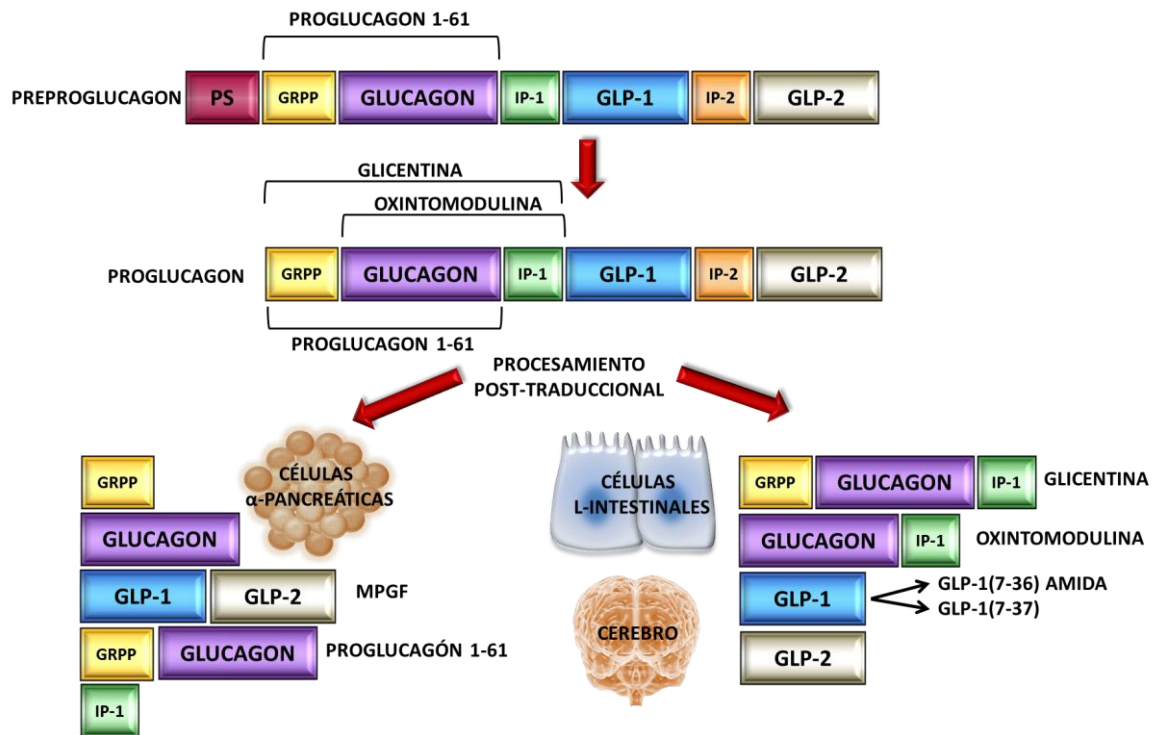 PROGLUCAGON 1-61
PREPROGLUCAGON PS GRPP GLUCAGON IP-1 GLP-1 IP-2 GLP-2
GLICENTINA
OXINTOMODULINA
PROGLUCAGON GRPP GLUCAGON IP-1 GLP-1 IP-2 GLP-2
PROGLUCAGON 1-61
PROCESAMIENTO
POST-TRADUCCIONAL
CÉLULAS
α-PANCREÁTICAS
GRPP
GLUCAGON
GLP-1 GLP-2 MPGF
GRPP GLUCAGON PROGLUCAGÓN 1-61
IP-1
CÉLULAS
L-INTESTINALES
CEREBRO
GRPP GLUCAGON IP-1 GLICENTINA
GLUCAGON IP-1 OXINTOMODULINA
GLP-1 GLP-1(7-36) AMIDA
GLP-1(7-37)
GLP-2